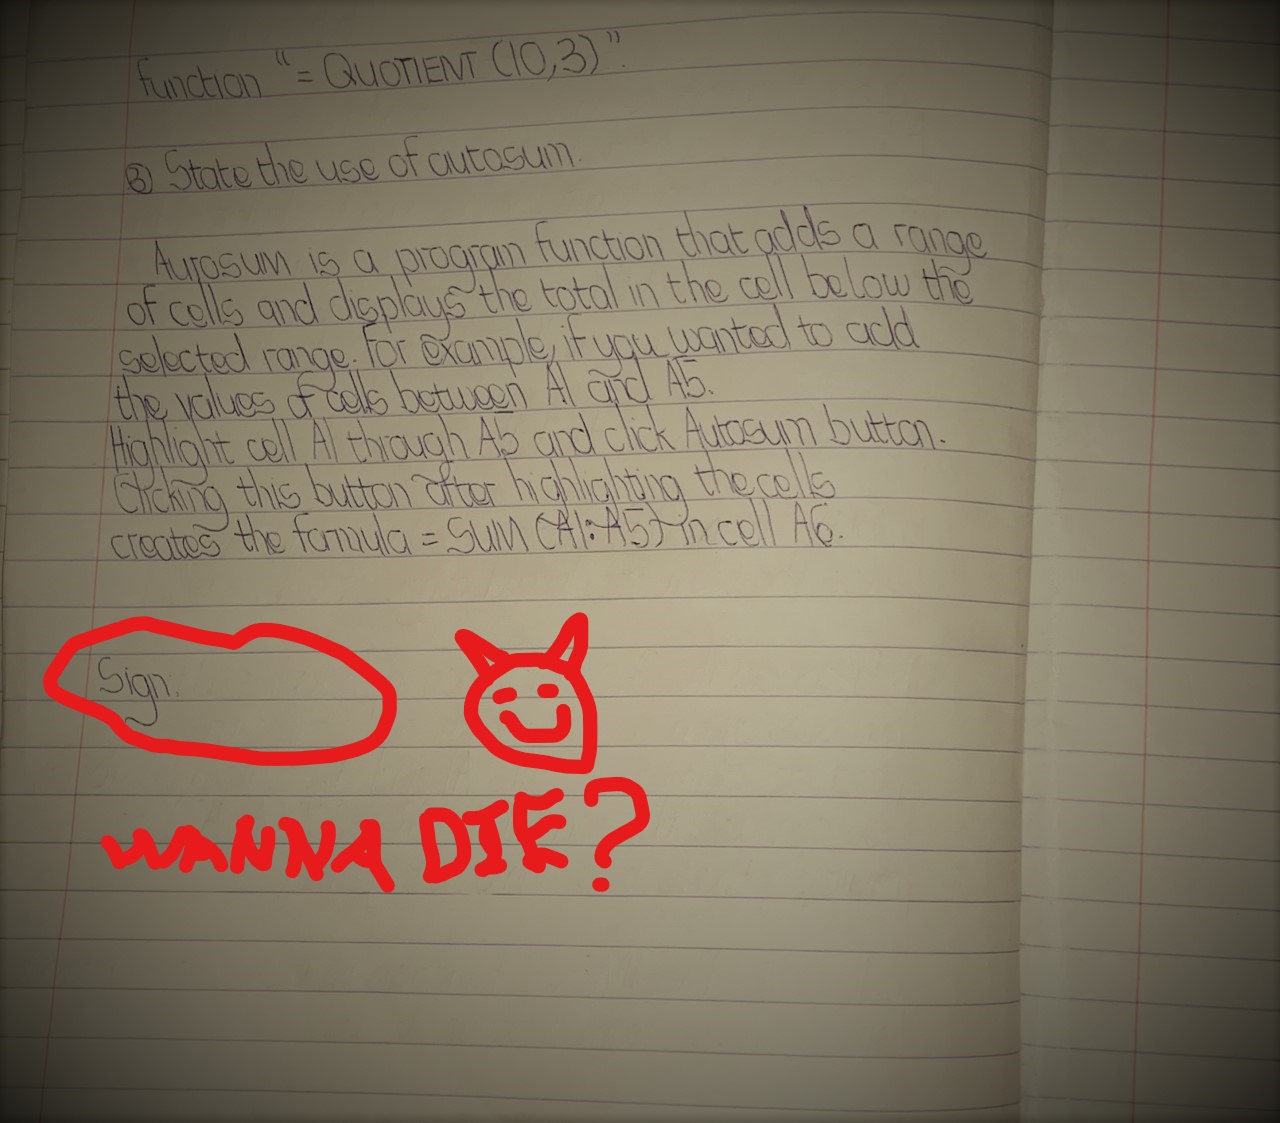 function "= QUOTIENT (10,3)".
3) State the use of autosum.
Autosum is a program function that adds a range
of cells and displays the total in the cell below the
selected range. For example, if you wanted to add
the values of cells between A1 and A5.
Highlight cell A1 through A5 and click Autosum button.
Clicking this button after highlighting the cells
creates the formula = SUM (A1:A5) in cell A6.
Sign.
WANNA DIE?